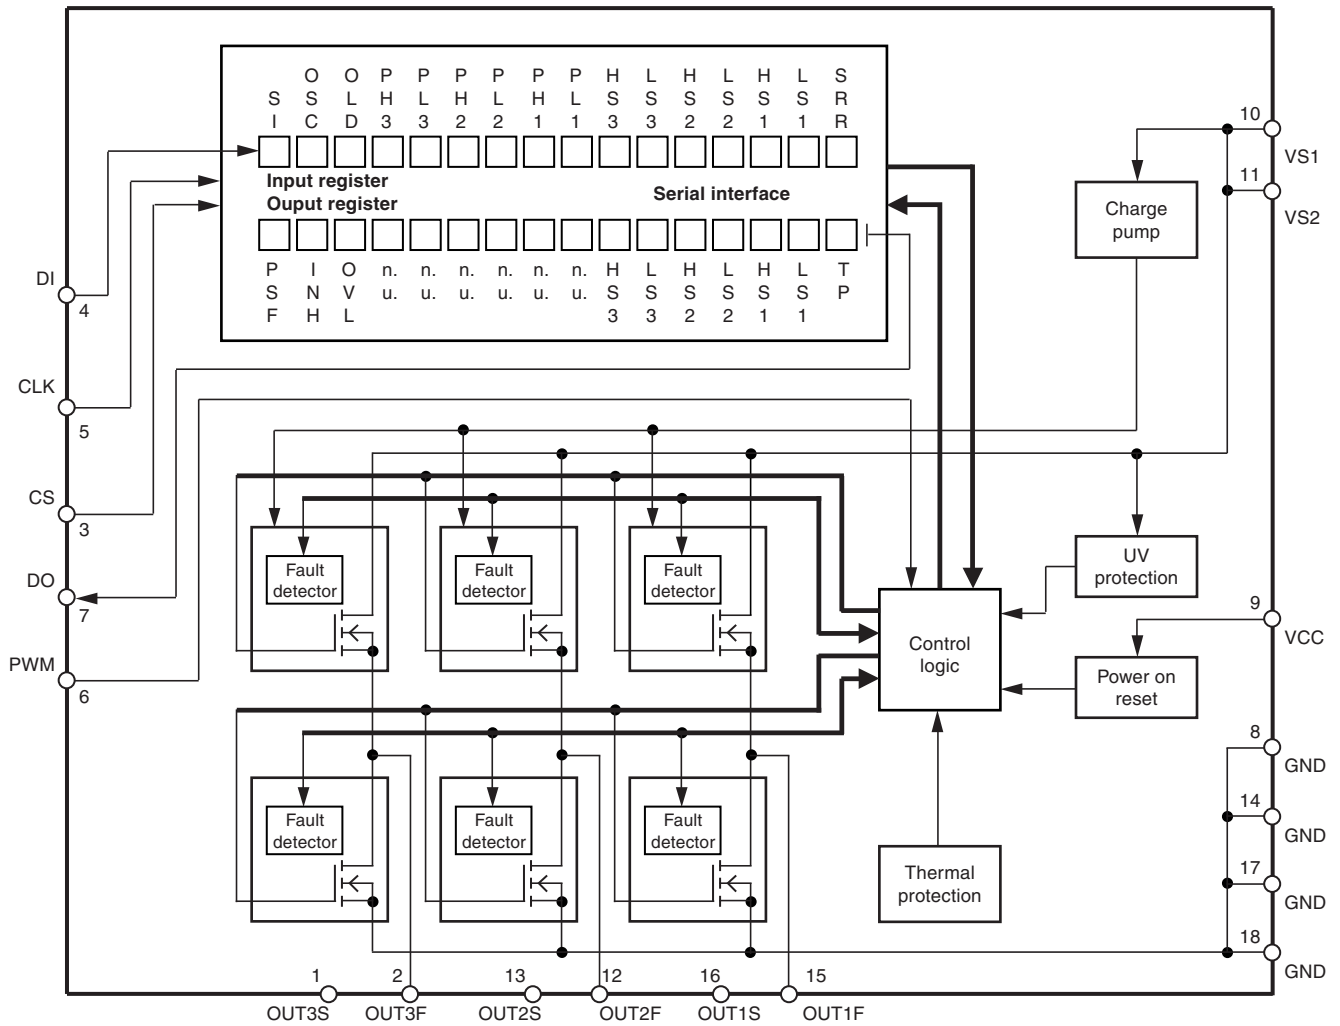 O O P P P P P P H L H L H L S
S S L H L H L H L S S S S S S R
I C D 3 3 2 2 1 1 3 3 2 2 1 1 R
Input register
Ouput register
Serial interface
P I O n. n. n. n. n. n. H L H L H L T
S N V u. u. u. u. u. u. S S S S S S P
F H L 3 3 2 2 1 1
10
VS1
11
VS2
Charge
pump
DI
4
CLK
5
CS
3
DO
7
PWM
6
Fault
detector
Fault
detector
Fault
detector
UV
protection
Control
logic
9
VCC
Power on
reset
8
GND
14
GND
17
GND
18
GND
Fault
detector
Fault
detector
Fault
detector
Thermal
protection
1
2
13
12
16
15
OUT3S
OUT3F
OUT2S
OUT2F
OUT1S
OUT1F